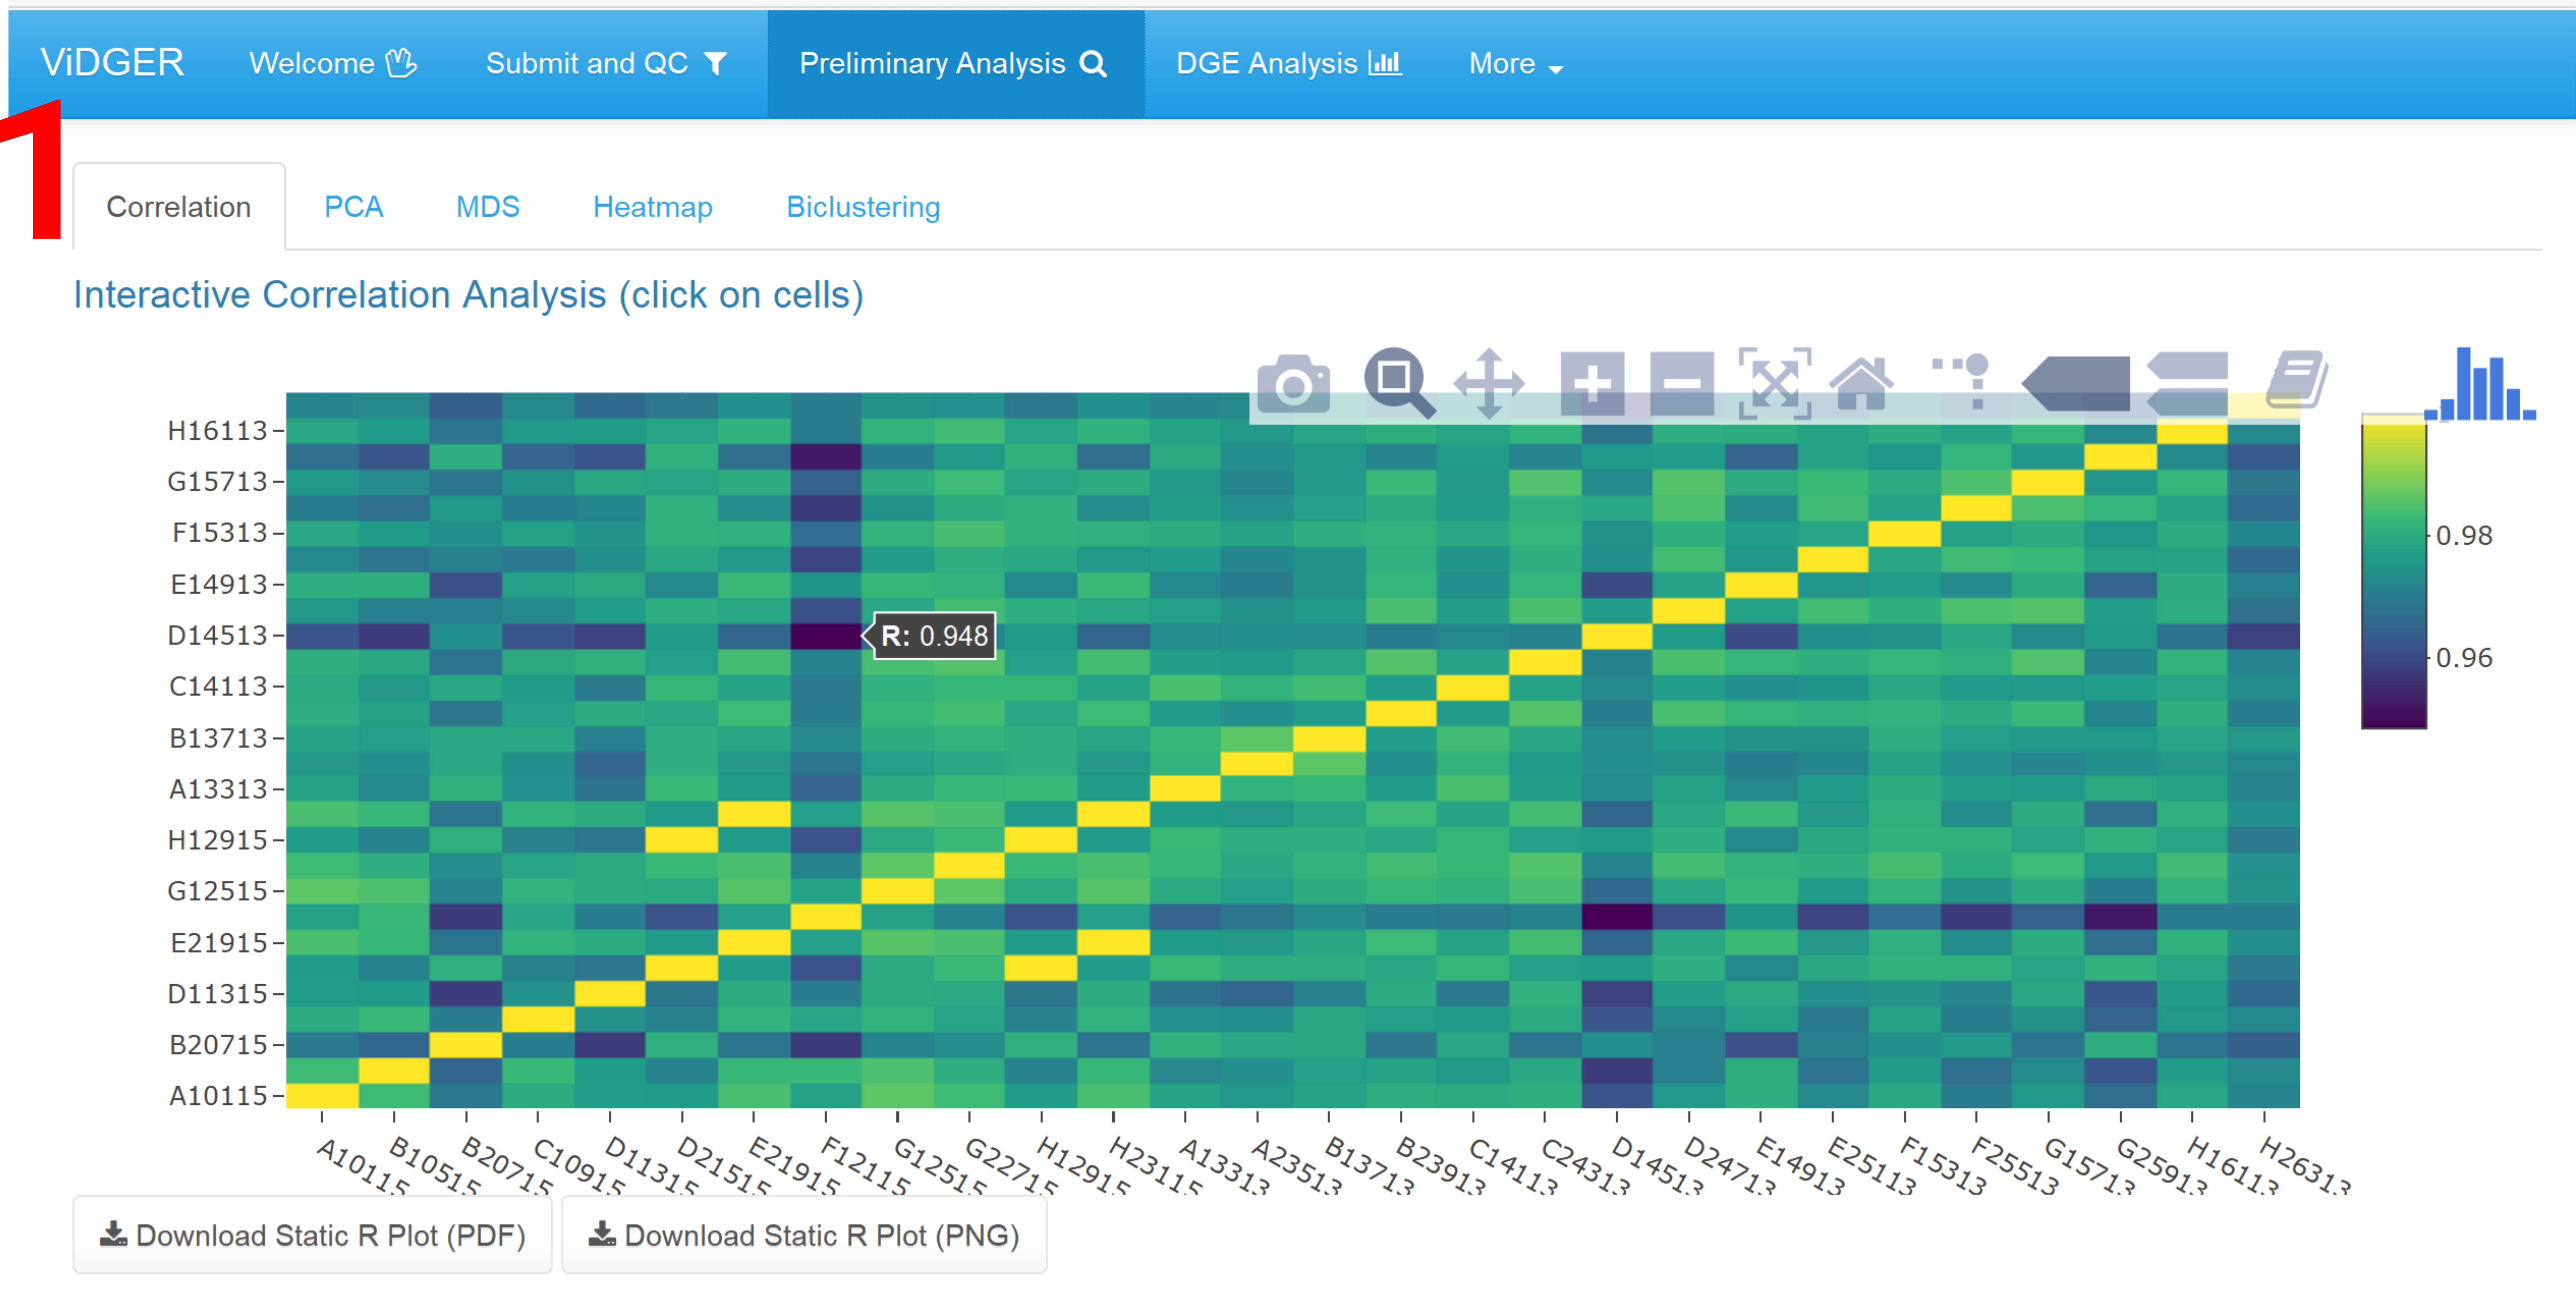 ViDGER Welcome Submit and QC Preliminary Analysis DGE Analysis More
1
Correlation PCA MDS Heatmap Biclustering
Interactive Correlation Analysis (click on cells)
H16113
G15713
F15313
E14913
D14513
C14113
B13713
A13313
H12915
G12515
E21915
D11315
B20715
A10115
R: 0.948
0.98
0.96
A10115 B10515 B20715 C10915 D11315 D21515 E21915 F12115 G12515 G22715 H12915 H23115 A13313 A23513 B13713 B23913 C14113 C24313 D14513 D24713 E14913 E25113 F15313 F25513 G15713 G25913 H16113 H26313
Download Static R Plot (PDF) Download Static R Plot (PNG)